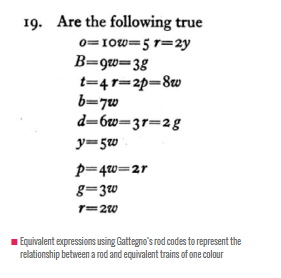 19. Are the following true
o=10w=5 r=2y
B=9w=3g
t=4r=2p=8w
b=7w
d=6w=3r=2g
y=5w
p=4w=2r
g=3w
r=2w
■ Equivalent expressions using Gattegno's rod codes to represent the
relationship between a rod and equivalent trains of one colour